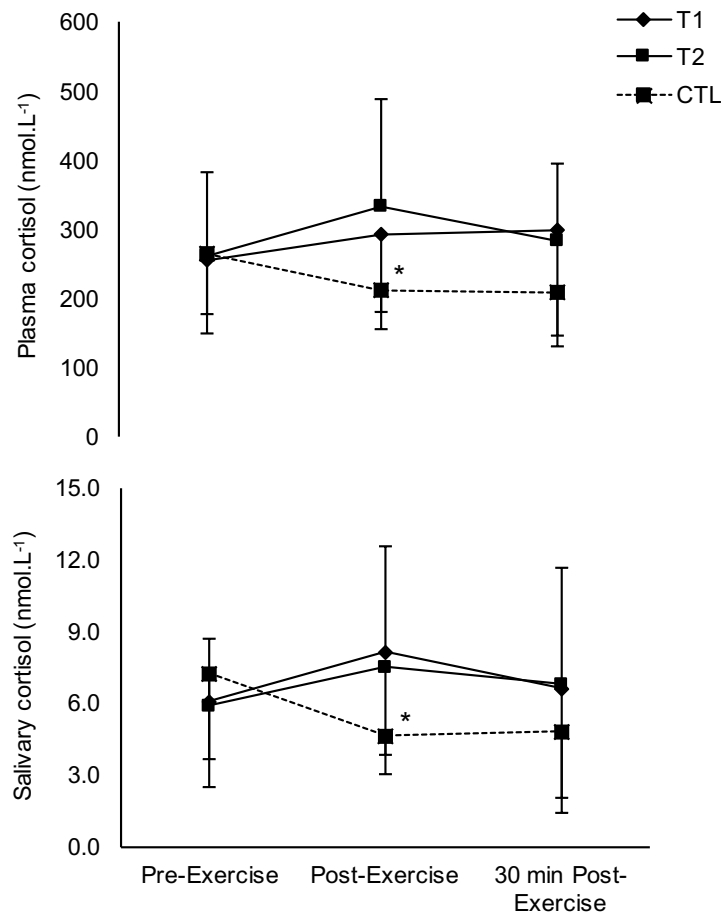 T1
T2
CTL
Plasma cortisol (nmol.L-1)
600
500
400
300
200
100
0
*
Salivary cortisol (nmol.L-1)
15.0
12.0
9.0
6.0
3.0
0.0
*
Pre-Exercise
Post-Exercise
30 min Post-
Exercise